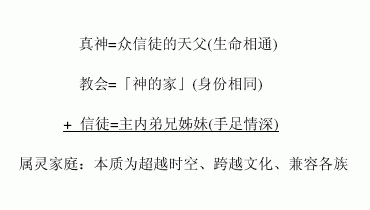 真神=众信徒的天父(生命相通)
教会=「神的家」(身份相同)
+ 信徒=主内弟兄姊妹(手足情深)
属灵家庭：本质为超越时空、跨越文化、兼容各族